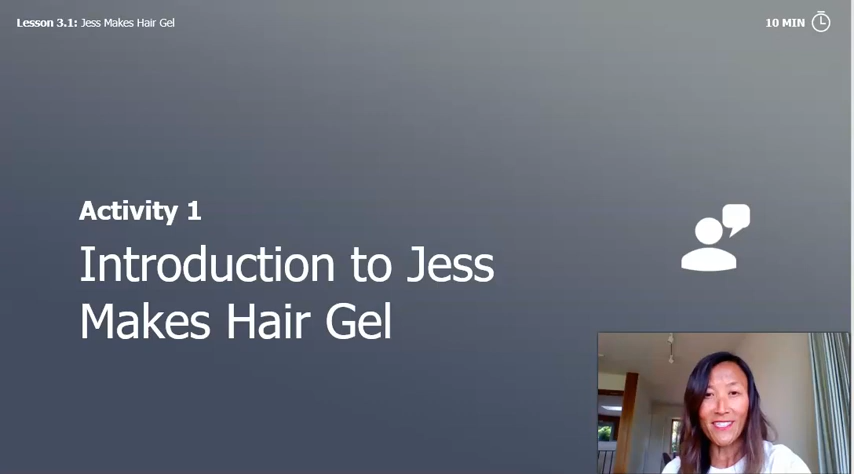 Lesson 3.1: Jess Makes Hair Gel
10 MIN
Activity 1
Introduction to Jess
Makes Hair Gel